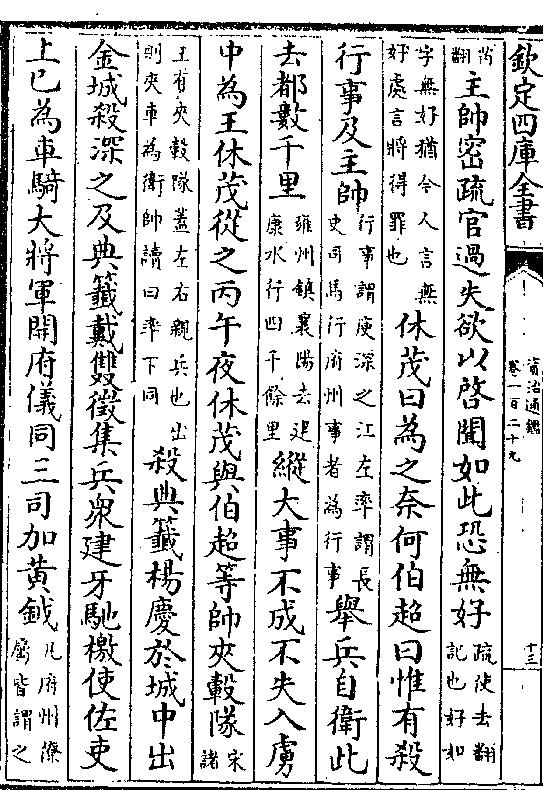 欽定四庫全書
資治通鑑
卷一百二十九
十三
翻主帥密疏官過失欲以啓聞如此恐無好疏使去翻記也好如
字無好猶今人言無好處言將得罪也休茂曰為之奈何伯超曰惟有殺
行事及主帥行事謂庾深之江左率謂長史司馬行府州事者為行事舉兵自衛此
去都數千里雍州鎮襄陽去建康水行四千餘里縱大事不成不失入虜
中為王休茂從之丙午夜休茂與伯超等帥夾轂隊宋諸
王有夾轂隊蓋左右親兵也出則夾車為衛帥讀曰率下同殺典籤楊慶於城中出
金城殺深之及典籤戴雙徵集兵衆建牙馳檄使佐吏
上已為車騎大將軍開府儀同三司加黃鉞凡府州僚屬皆謂之